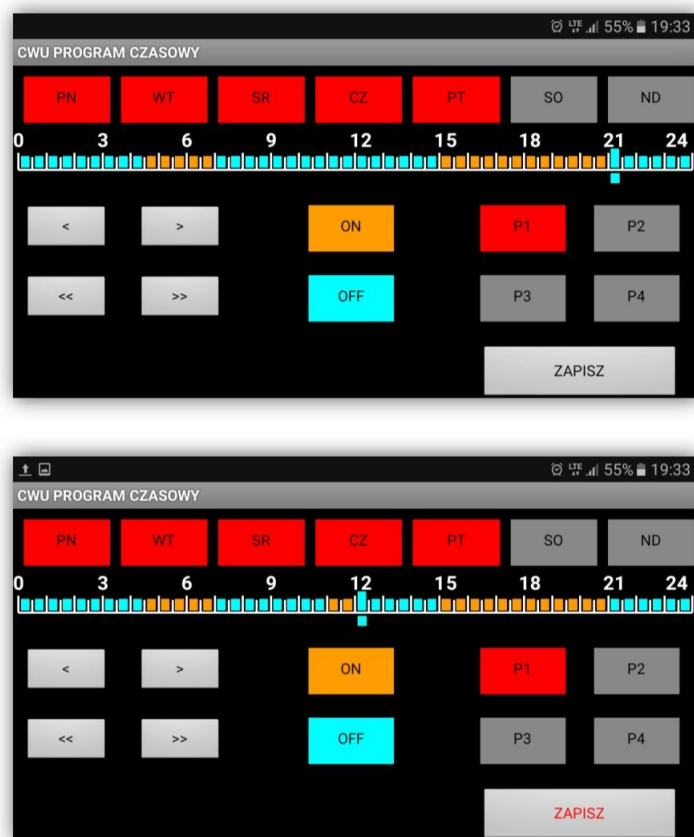 LTE 55% 19:33
CWU PROGRAM CZASOWY
PN WT SR CZ PT SO ND
0 3 6 9 12 15 18 21 24
< > ON P1 P2
<< >> OFF P3 P4
ZAPISZ
LTE 55% 19:33
CWU PROGRAM CZASOWY
PN WT SR CZ PT SO ND
0 3 6 9 12 15 18 21 24
< > ON P1 P2
<< >> OFF P3 P4
ZAPISZ